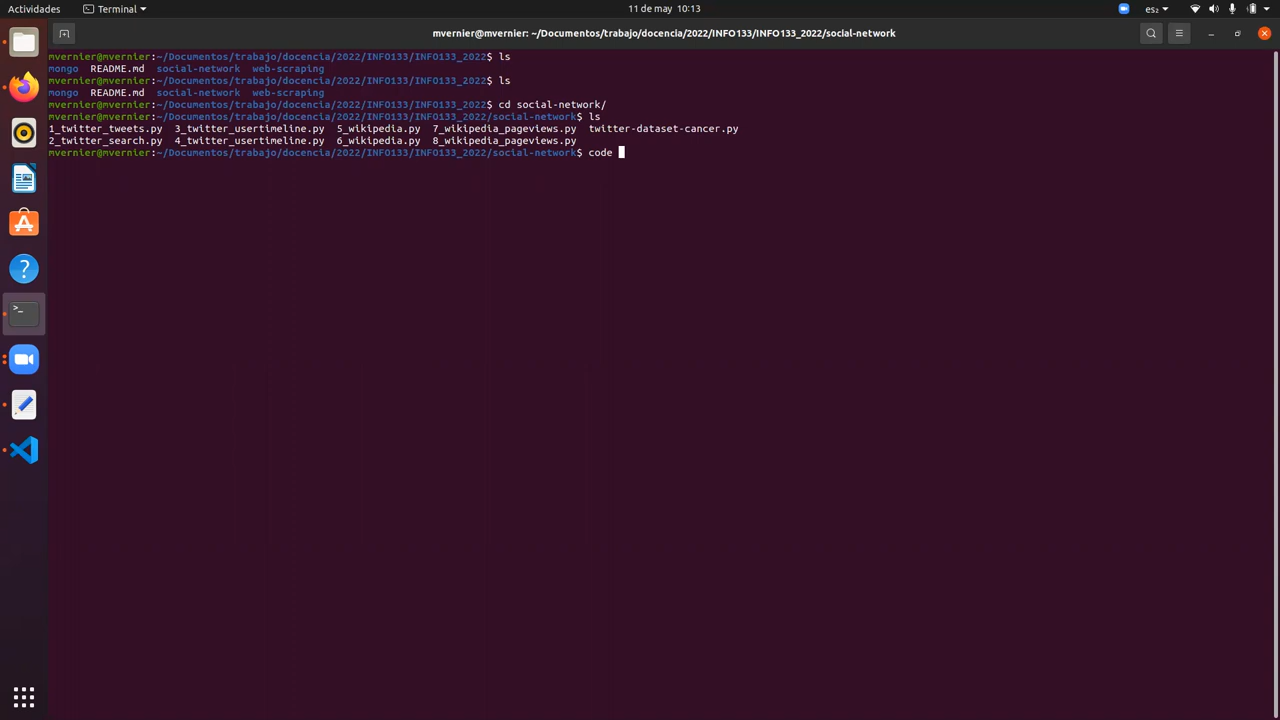 Actividades Terminal 11 de may 10:13 es₂
mvernier@mvernier: ~/Documentos/trabajo/docencia/2022/INFO133/INFO133_2022/social-network
mvernier@mvernier:~/Documentos/trabajo/docencia/2022/INFO133/INFO133_2022$ ls
mongo README.md social-network web-scraping
mvernier@mvernier:~/Documentos/trabajo/docencia/2022/INFO133/INFO133_2022$ ls
mongo README.md social-network web-scraping
mvernier@mvernier:~/Documentos/trabajo/docencia/2022/INFO133/INFO133_2022$ cd social-network/
mvernier@mvernier:~/Documentos/trabajo/docencia/2022/INFO133/INFO133_2022/social-network$ ls
1_twitter_tweets.py 3_twitter_usertimeline.py 5_wikipedia.py 7_wikipedia_pageviews.py twitter-dataset-cancer.py
2_twitter_search.py 4_twitter_usertimeline.py 6_wikipedia.py 8_wikipedia_pageviews.py
mvernier@mvernier:~/Documentos/trabajo/docencia/2022/INFO133/INFO133_2022/social-network$ code